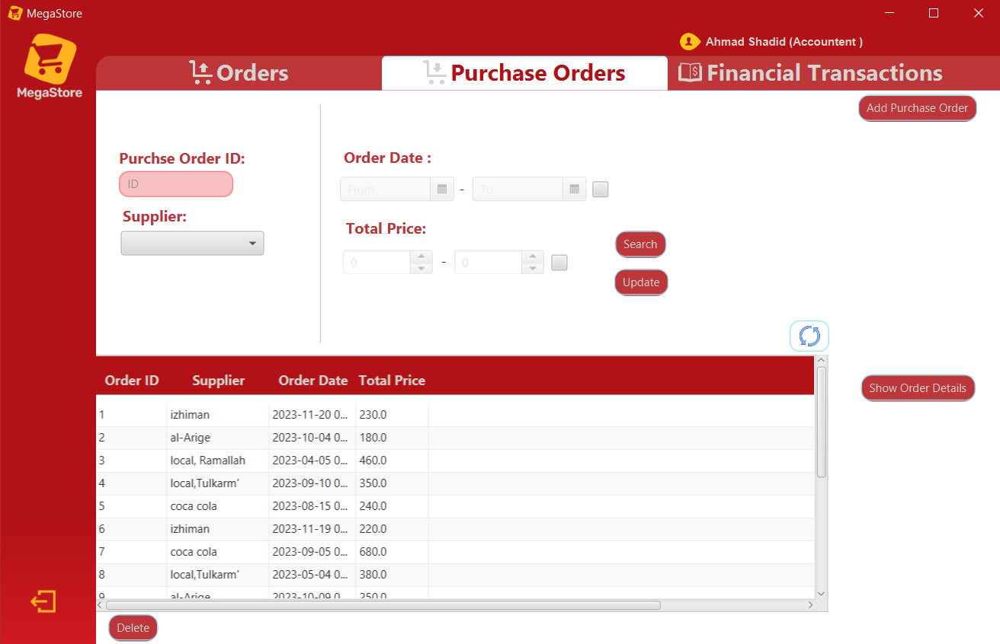 MegaStore
Ahmad Shadid (Accountent )
MegaStore
Orders
Purchase Orders
Financial Transactions
Add Purchase Order
Purchse Order ID:
ID
Supplier:
Order Date :
From - To
Total Price:
0 - 0
Search
Update
Order ID Supplier Order Date Total Price
1 izhiman 2023-11-20 0... 230.0
2 al-Arige 2023-10-04 0... 180.0
3 local, Ramallah 2023-04-05 0... 460.0
4 local,Tulkarm' 2023-09-10 0... 350.0
5 coca cola 2023-08-15 0... 240.0
6 izhiman 2023-11-19 0... 220.0
7 coca cola 2023-09-05 0... 680.0
8 local,Tulkarm' 2023-05-04 0... 380.0
9 al-Arige 2023-10-09 0... 250.0
Show Order Details
Delete